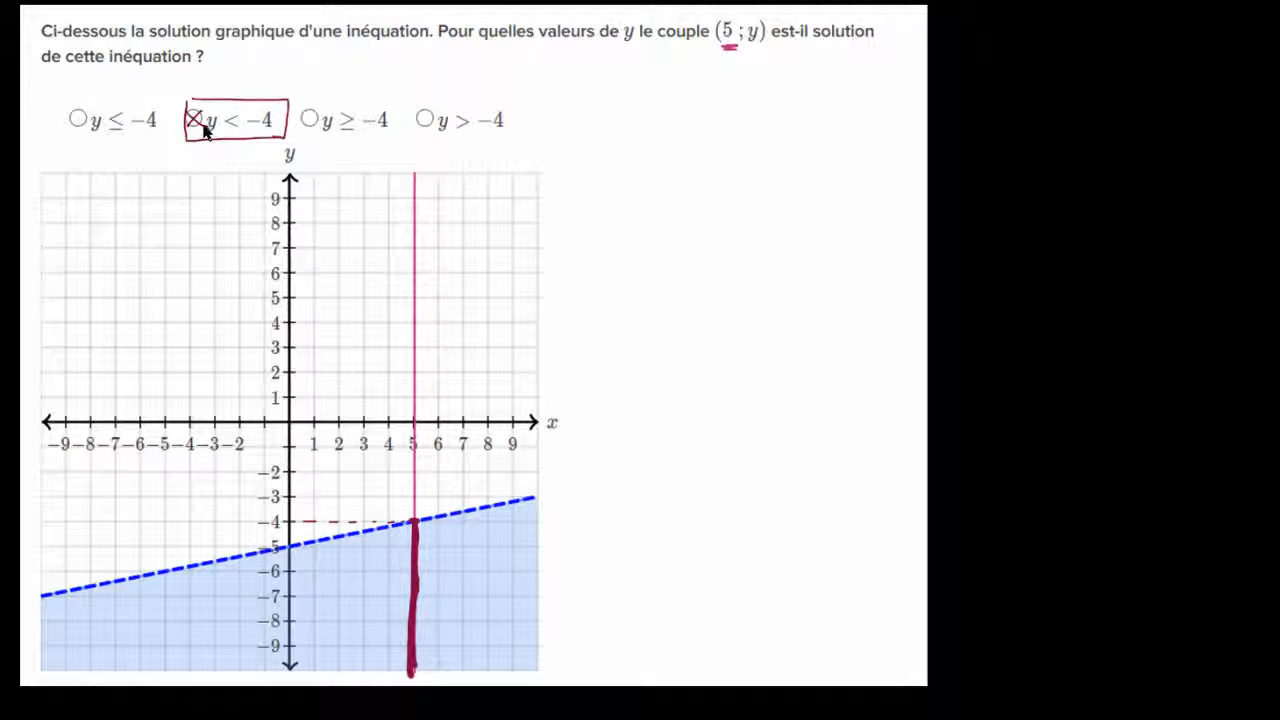 Ci-dessous la solution graphique d'une inéquation. Pour quelles valeurs de y le couple (5 ; y) est-il solution
de cette inéquation ?
y ≤ −4 y < −4 y ≥ −4 y > −4
y
9
8
7
6
5
4
3
2
1
x
−9 −8 −7 −6 −5 −4 −3 −2 1 2 3 4 5 6 7 8 9
−2
−3
−4
−5
−6
−7
−8
−9